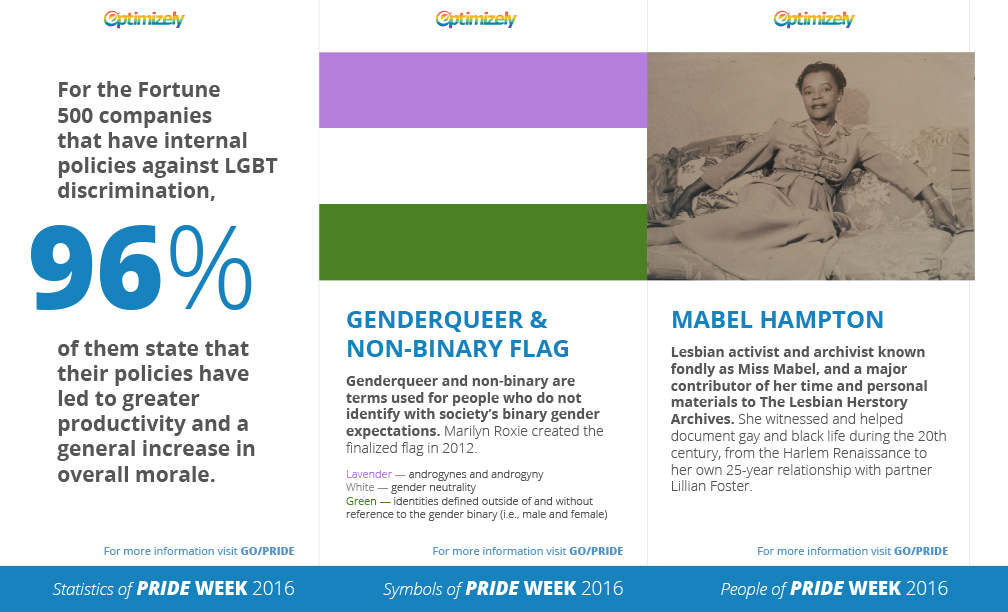 Optimizely
For the Fortune
500 companies
that have internal
policies against LGBT
discrimination,
96%
of them state that
their policies have
led to greater
productivity and a
general increase in
overall morale.
For more information visit GO/PRIDE
Statistics of PRIDE WEEK 2016
Optimizely
GENDERQUEER &
NON-BINARY FLAG
Genderqueer and non-binary are
terms used for people who do not
identify with society’s binary gender
expectations. Marilyn Roxie created the
finalized flag in 2012.
Lavender — androgynes and androgyny
White — gender neutrality
Green — identities defined outside of and without
reference to the gender binary (i.e., male and female)
For more information visit GO/PRIDE
Symbols of PRIDE WEEK 2016
Optimizely
MABEL HAMPTON
Lesbian activist and archivist known
fondly as Miss Mabel, and a major
contributor of her time and personal
materials to The Lesbian Herstory
Archives. She witnessed and helped
document gay and black life during the 20th
century, from the Harlem Renaissance to
her own 25-year relationship with partner
Lillian Foster.
For more information visit GO/PRIDE
People of PRIDE WEEK 2016